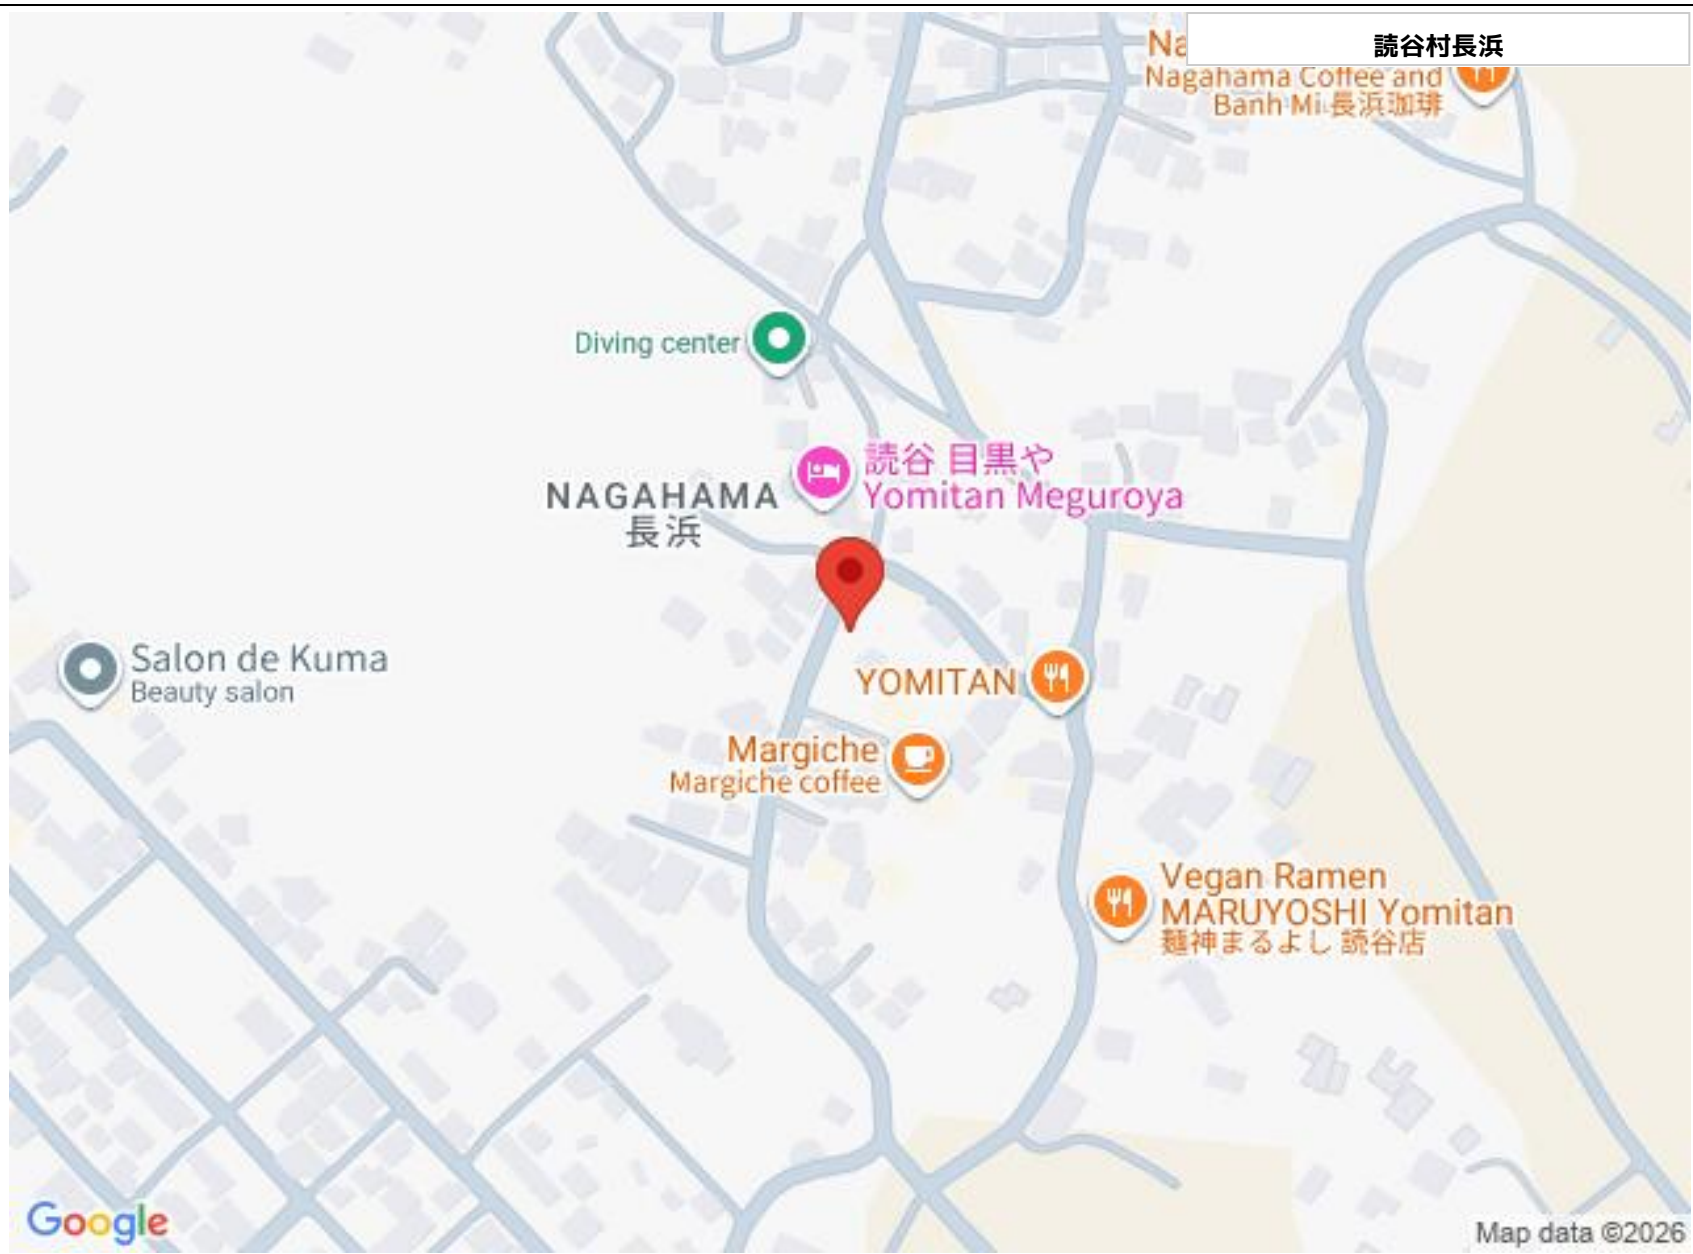 読谷村長浜
Na
Nagahama Coffee and
Banh Mi 長浜珈琲
Diving center
読谷 目黒や
Yomitan Meguroya
NAGAHAMA
長浜
Salon de Kuma
Beauty salon
YOMITAN
Margiche
Margiche coffee
Vegan Ramen
MARUYOSHI Yomitan
麺神まるよし 読谷店
Google
Map data ©2026